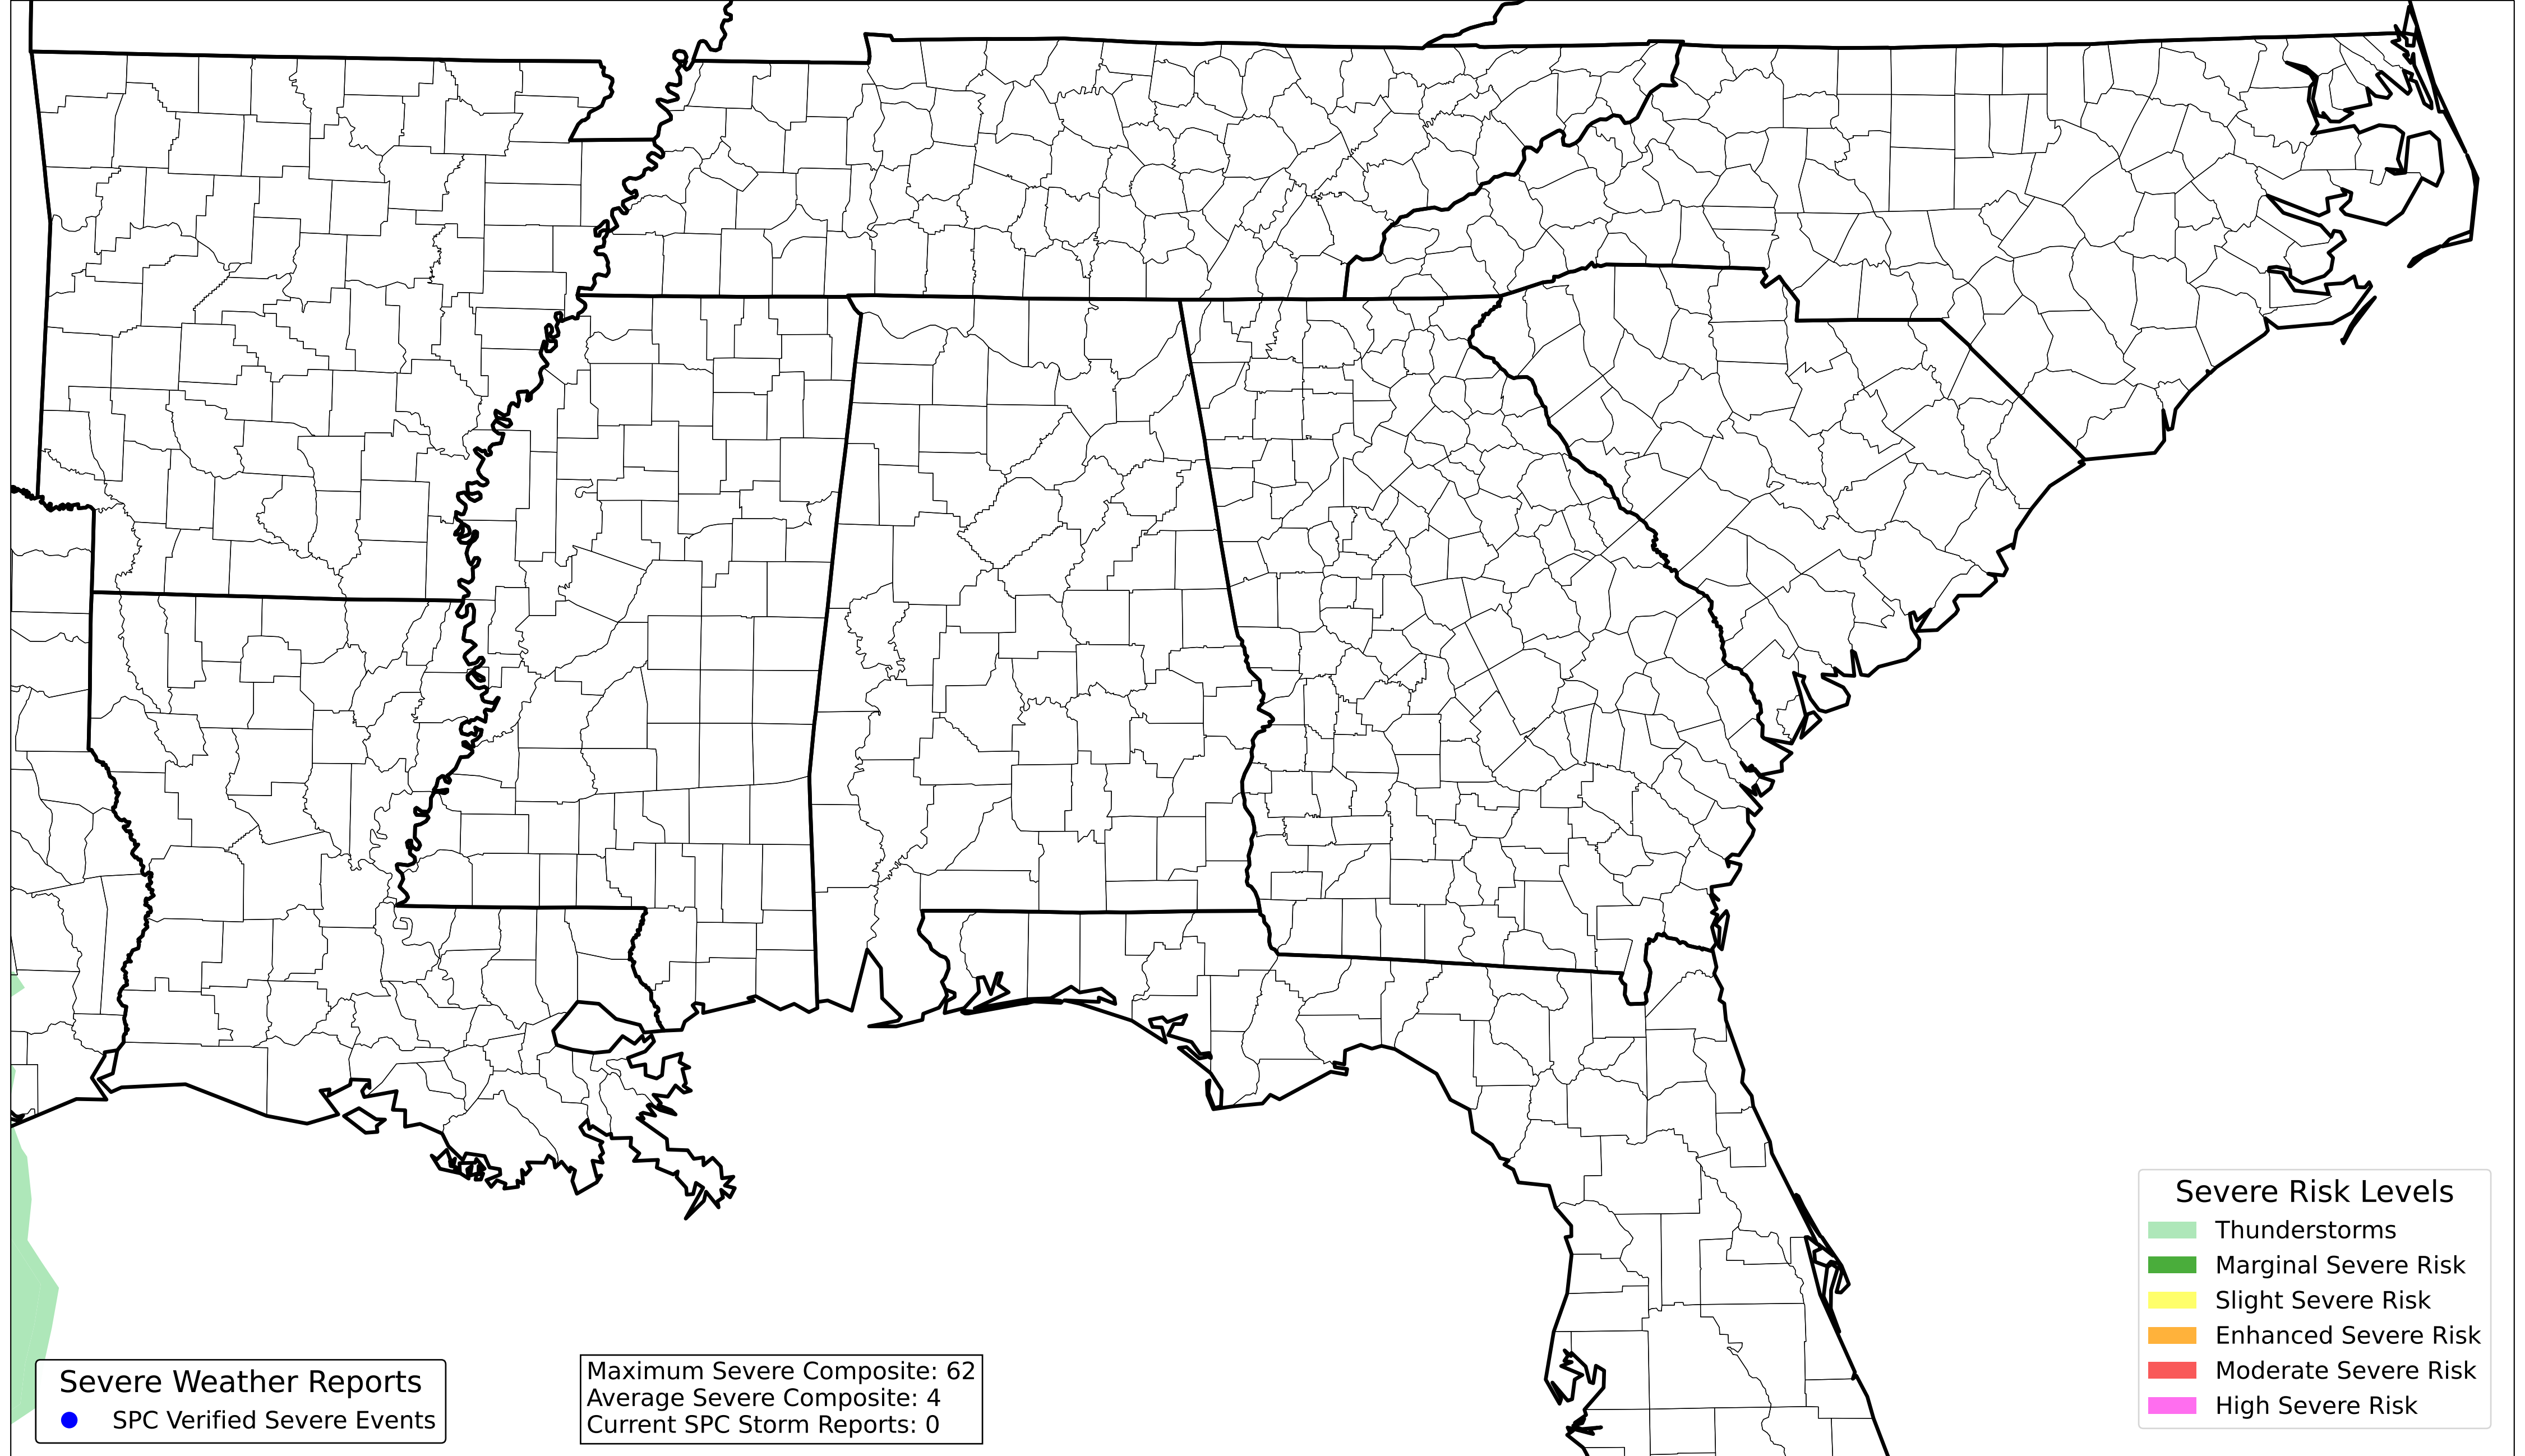 Severe Risk Levels
Thunderstorms
Marginal Severe Risk
Slight Severe Risk
Enhanced Severe Risk
Moderate Severe Risk
High Severe Risk
Severe Weather Reports
SPC Verified Severe Events
Maximum Severe Composite: 62
Average Severe Composite: 4
Current SPC Storm Reports: 0